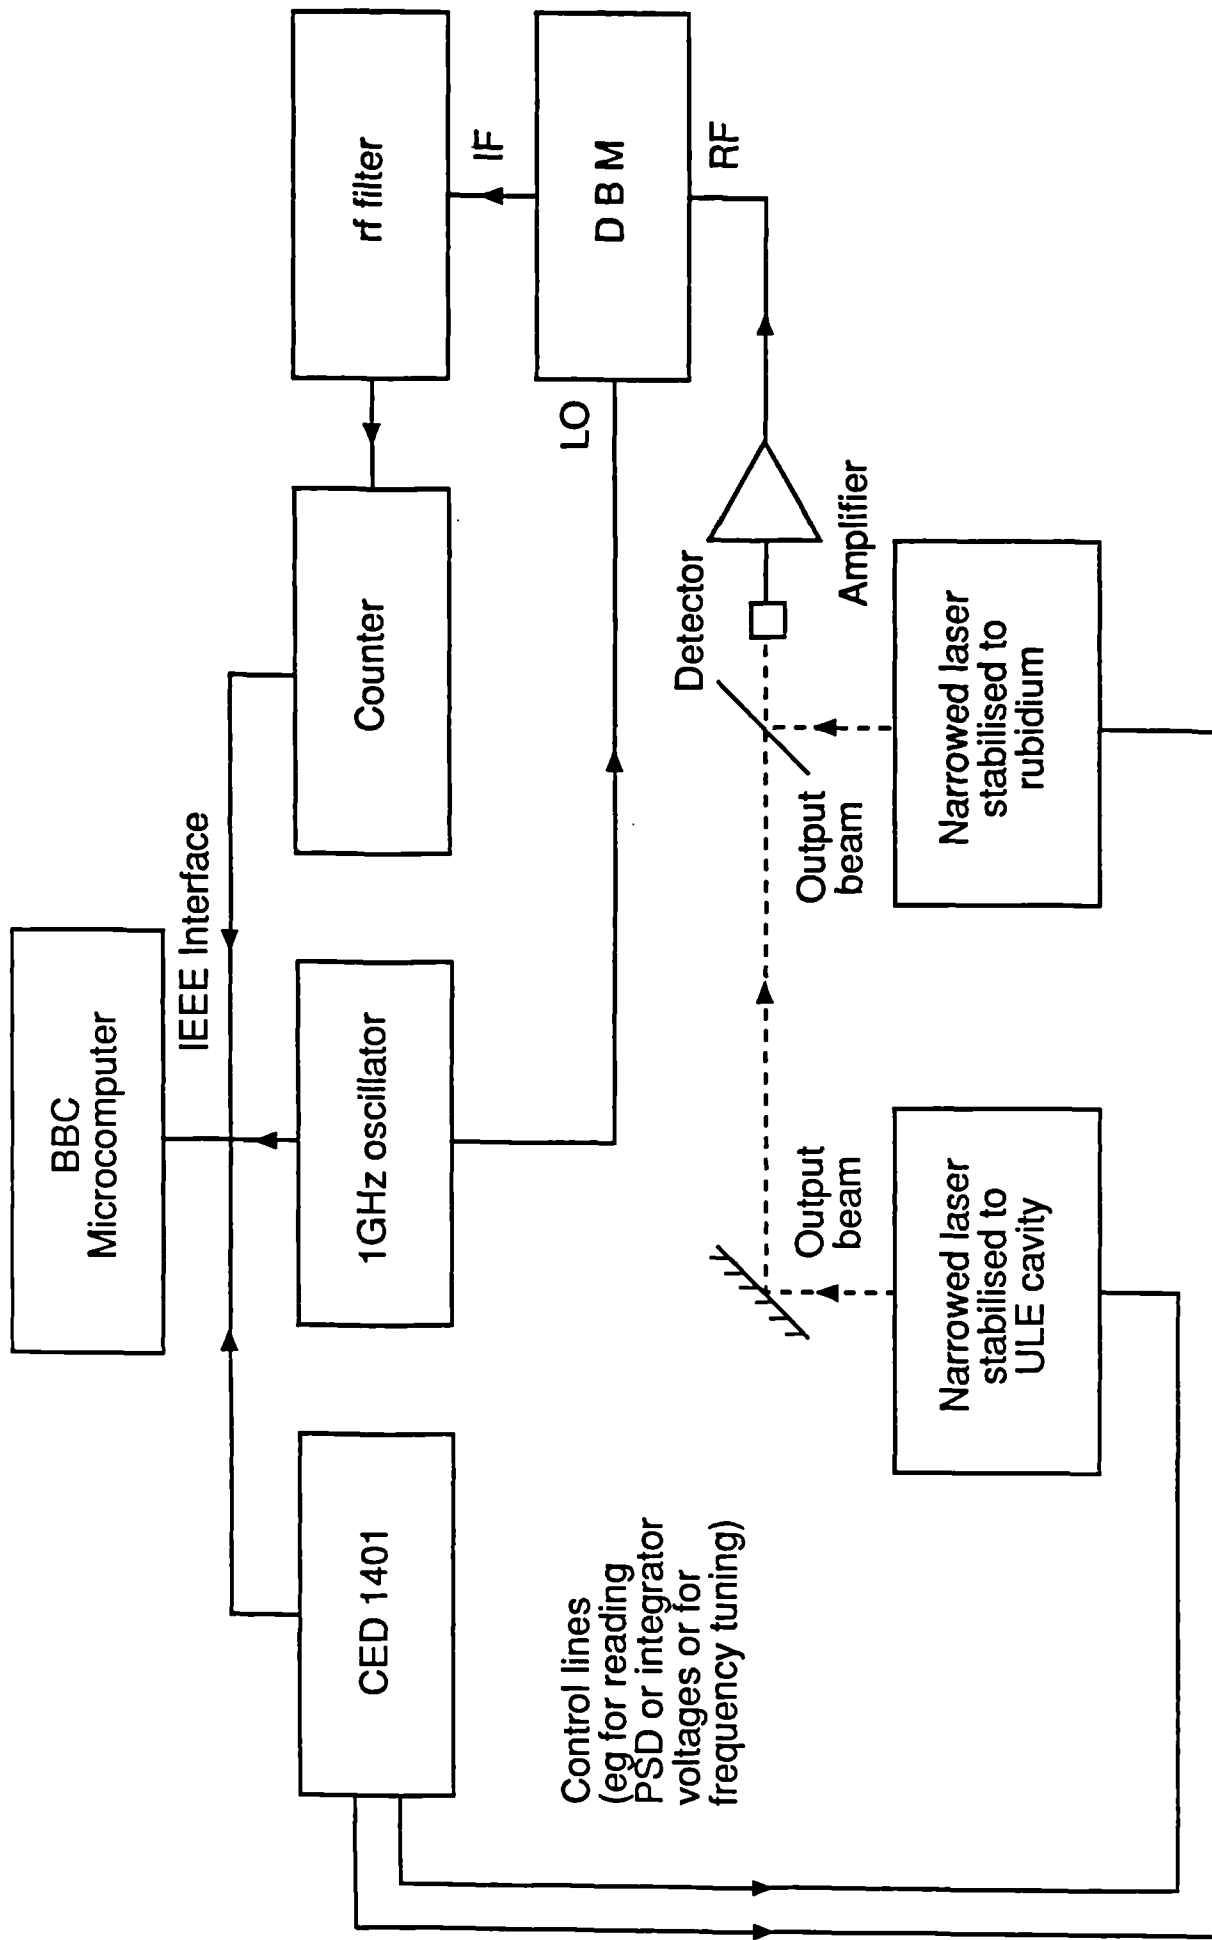 BBC
Microcomputer
IEEE Interface
CED 1401
1GHz oscillator
Counter
rf filter
IF
LO
D B M
RF
Control lines
(eg for reading
PSD or integrator
voltages or for
frequency tuning)
Detector
Amplifier
Output
beam
Output
beam
Narrowed laser
stabilised to
ULE cavity
Narrowed laser
stabilised to
rubidium